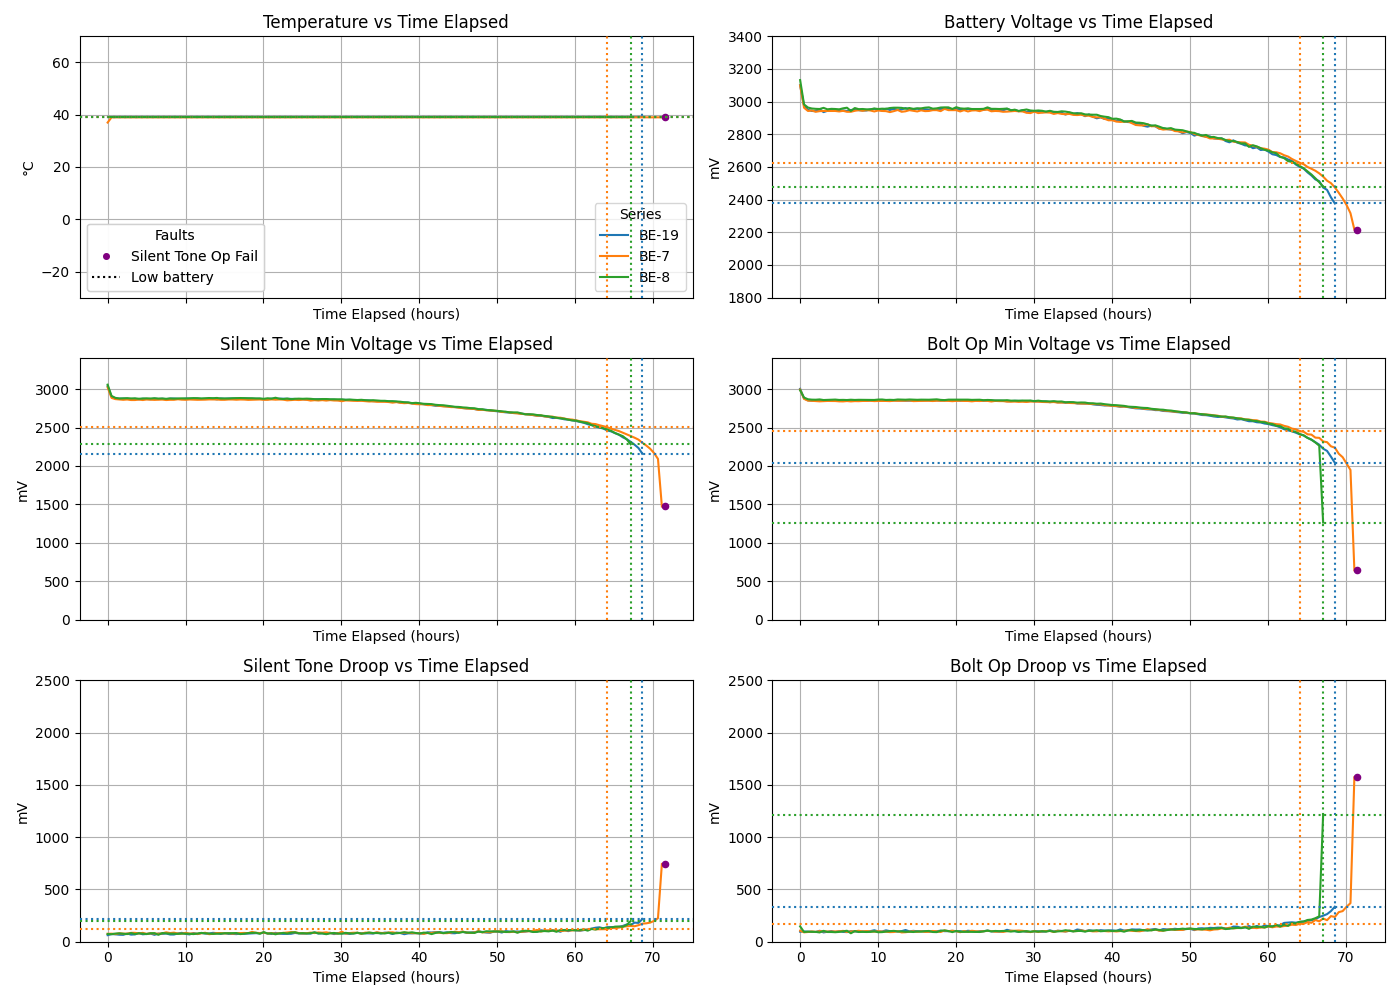 Temperature vs Time Elapsed
60
40
20
0
−20
°C
Faults
Silent Tone Op Fail
Low battery
Series
BE-19
BE-7
BE-8
Time Elapsed (hours)
Battery Voltage vs Time Elapsed
3400
3200
3000
2800
2600
2400
2200
2000
1800
mV
Time Elapsed (hours)
Silent Tone Min Voltage vs Time Elapsed
3000
2500
2000
1500
1000
500
0
mV
Time Elapsed (hours)
Bolt Op Min Voltage vs Time Elapsed
3000
2500
2000
1500
1000
500
0
mV
Time Elapsed (hours)
Silent Tone Droop vs Time Elapsed
2500
2000
1500
1000
500
0
mV
0 10 20 30 40 50 60 70
Time Elapsed (hours)
Bolt Op Droop vs Time Elapsed
2500
2000
1500
1000
500
0
mV
0 10 20 30 40 50 60 70
Time Elapsed (hours)